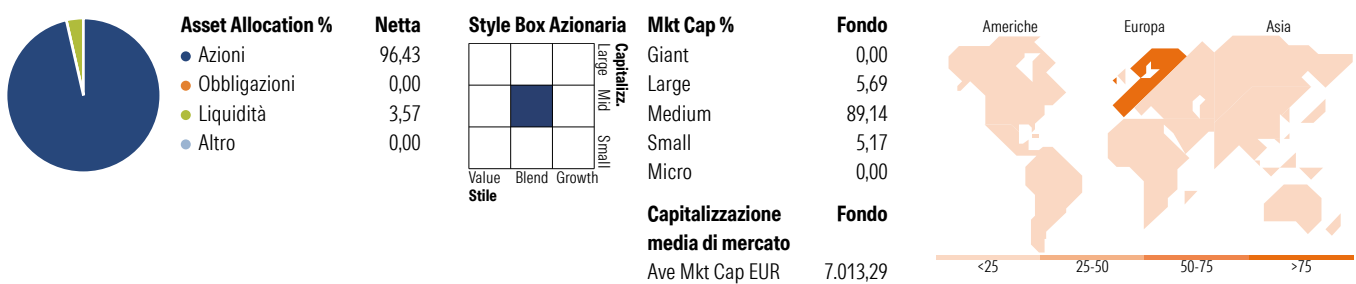 Asset Allocation % Netta
Azioni 96,43
Obbligazioni 0,00
Liquidità 3,57
Altro 0,00
Style Box Azionaria
Capitalizz.
Large Mid Small
Value Blend Growth
Stile
Mkt Cap % Fondo
Giant 0,00
Large 5,69
Medium 89,14
Small 5,17
Micro 0,00
Capitalizzazione Fondo
media di mercato
Ave Mkt Cap EUR 7.013,29
Americhe Europa Asia
<25 25-50 50-75 >75